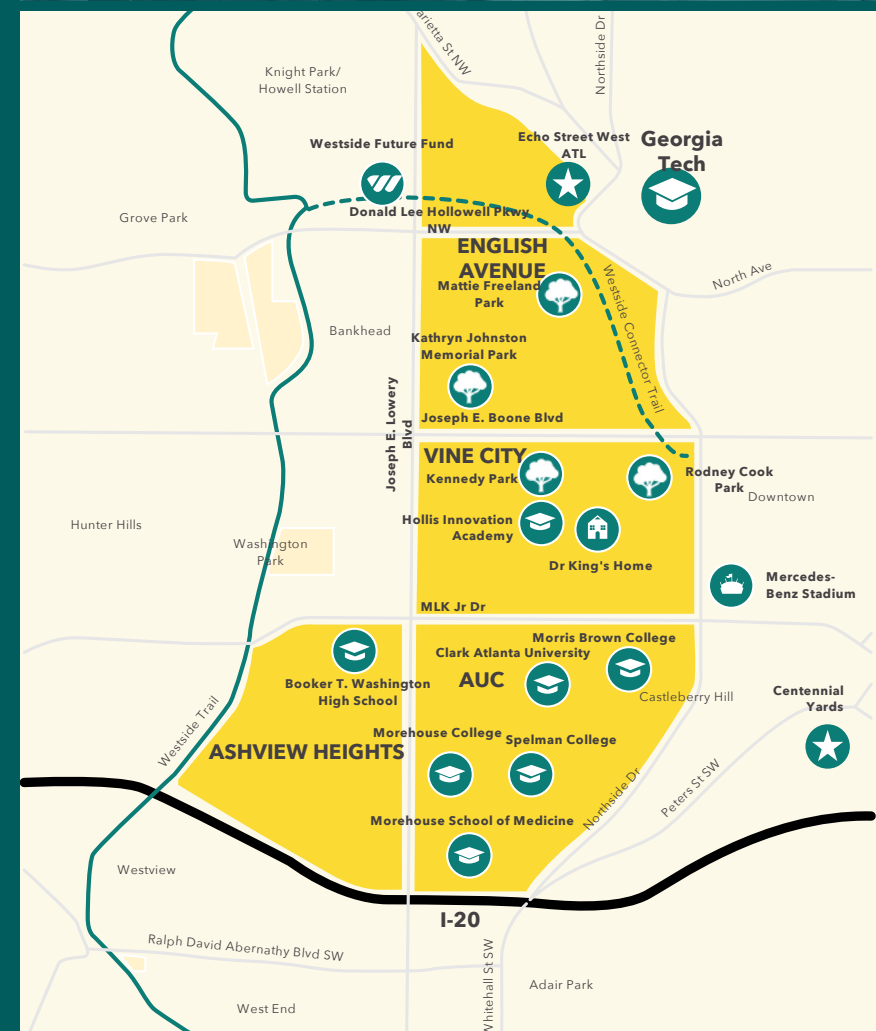 arietta St NW
Northside Dr
Knight Park/
Howell Station
Westside Future Fund
Echo Street West
ATL
Georgia
Tech
Grove Park
Donald Lee Hollowell Pkwy
NW
ENGLISH
AVENUE
Mattie Freeland
Park
North Ave
Westside Connector Trail
Bankhead
Kathryn Johnston
Memorial Park
Joseph E. Lowery
Blvd
Joseph E. Boone Blvd
VINE CITY
Kennedy Park
Rodney Cook
Park
Downtown
Hunter Hills
Hollis Innovation
Academy
Washington
Park
Dr King's Home
Mercedes-
Benz Stadium
MLK Jr Dr
Morris Brown College
Clark Atlanta University
Booker T. Washington
High School
AUC
Castleberry Hill
Centennial
Yards
Westside Trail
ASHVIEW HEIGHTS
Morehouse College
Spelman College
Northside Dr
Peters St SW
Morehouse School of Medicine
Westview
I-20
Ralph David Abernathy Blvd SW
Whitehall St SW
Adair Park
West End